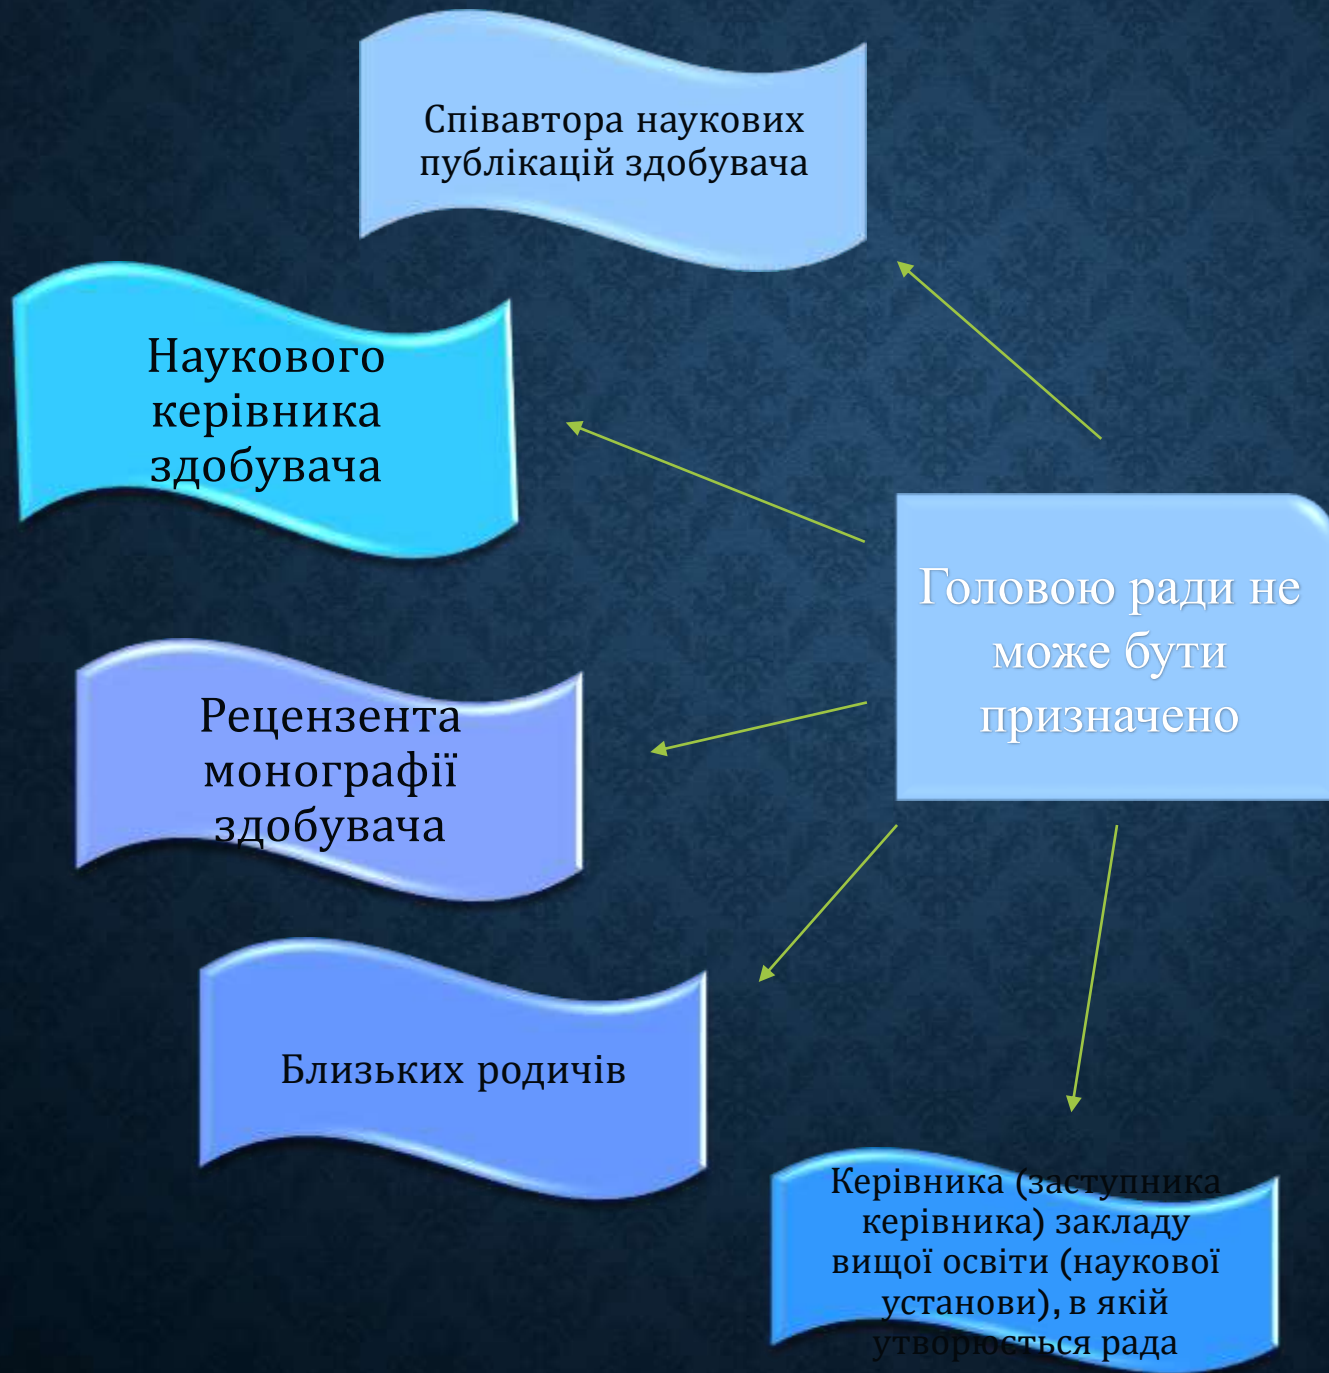 Співавтора наукових
публікацій здобувача
Наукового
керівника
здобувача
Головою ради не
може бути
призначено
Рецензента
монографії
здобувача
Близьких родичів
Керівника (заступника
керівника) закладу
вищої освіти (наукової
установи), в якій
утворюється рада